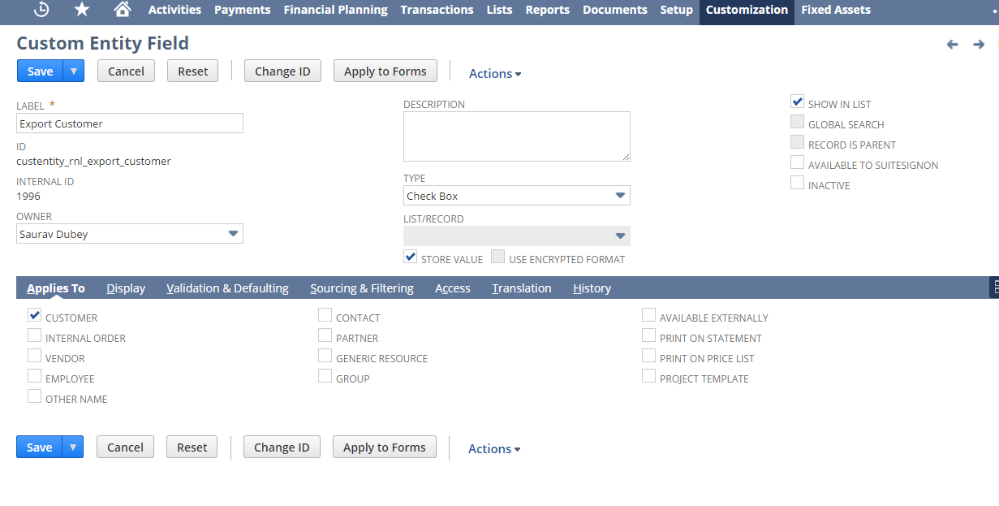 Activities Payments Financial Planning Transactions Lists Reports Documents Setup Customization Fixed Assets
Custom Entity Field
Save Cancel Reset Change ID Apply to Forms Actions
LABEL *
Export Customer
ID
custentity_rnl_export_customer
INTERNAL ID
1996
OWNER
Saurav Dubey
DESCRIPTION
TYPE
Check Box
LIST/RECORD
STORE VALUE USE ENCRYPTED FORMAT
SHOW IN LIST
GLOBAL SEARCH
RECORD IS PARENT
AVAILABLE TO SUITESIGNON
INACTIVE
Applies To Display Validation & Defaulting Sourcing & Filtering Access Translation History
CUSTOMER
INTERNAL ORDER
VENDOR
EMPLOYEE
OTHER NAME
CONTACT
PARTNER
GENERIC RESOURCE
GROUP
AVAILABLE EXTERNALLY
PRINT ON STATEMENT
PRINT ON PRICE LIST
PROJECT TEMPLATE
Save Cancel Reset Change ID Apply to Forms Actions